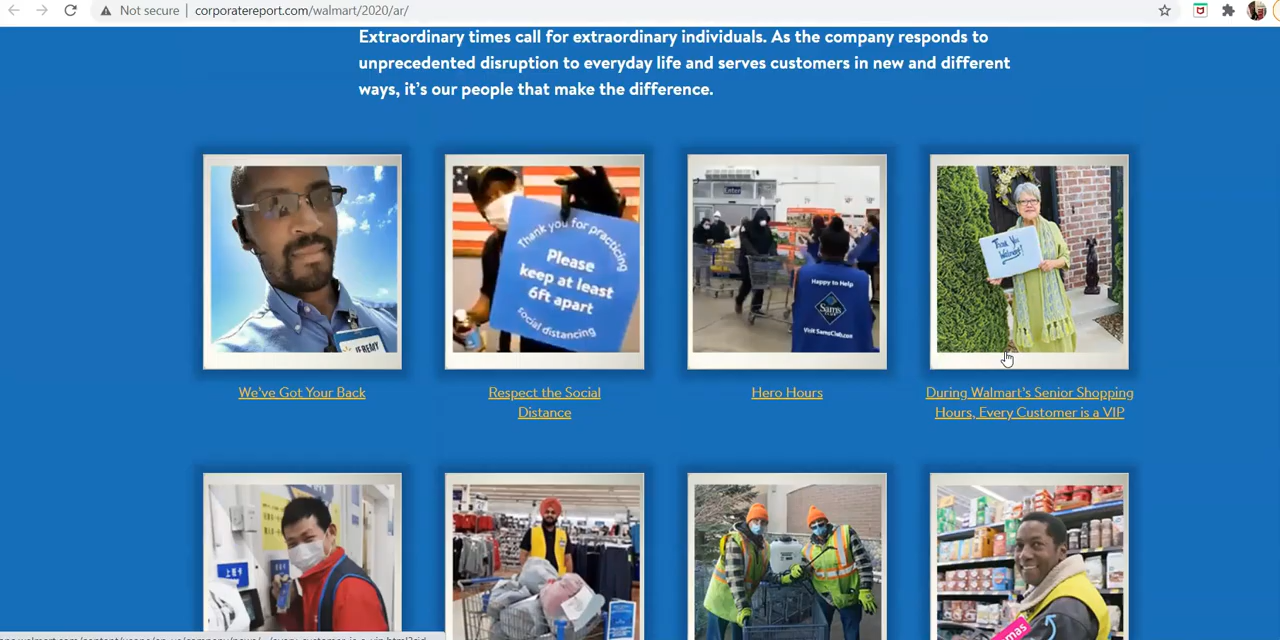 Not secure
corporatereport.com/walmart/2020/ar/
Extraordinary times call for extraordinary individuals. As the company responds to
unprecedented disruption to everyday life and serves customers in new and different
ways, it’s our people that make the difference.
JEREMY
Thank you for practicing
Please
keep at least
6ft apart
social distancing
Enter
Happy to Help
Sam's
Visit SamsClub.com
Thank You
Walmart!
We’ve Got Your Back
Respect the Social
Distance
Hero Hours
During Walmart’s Senior Shopping
Hours, Every Customer is a VIP